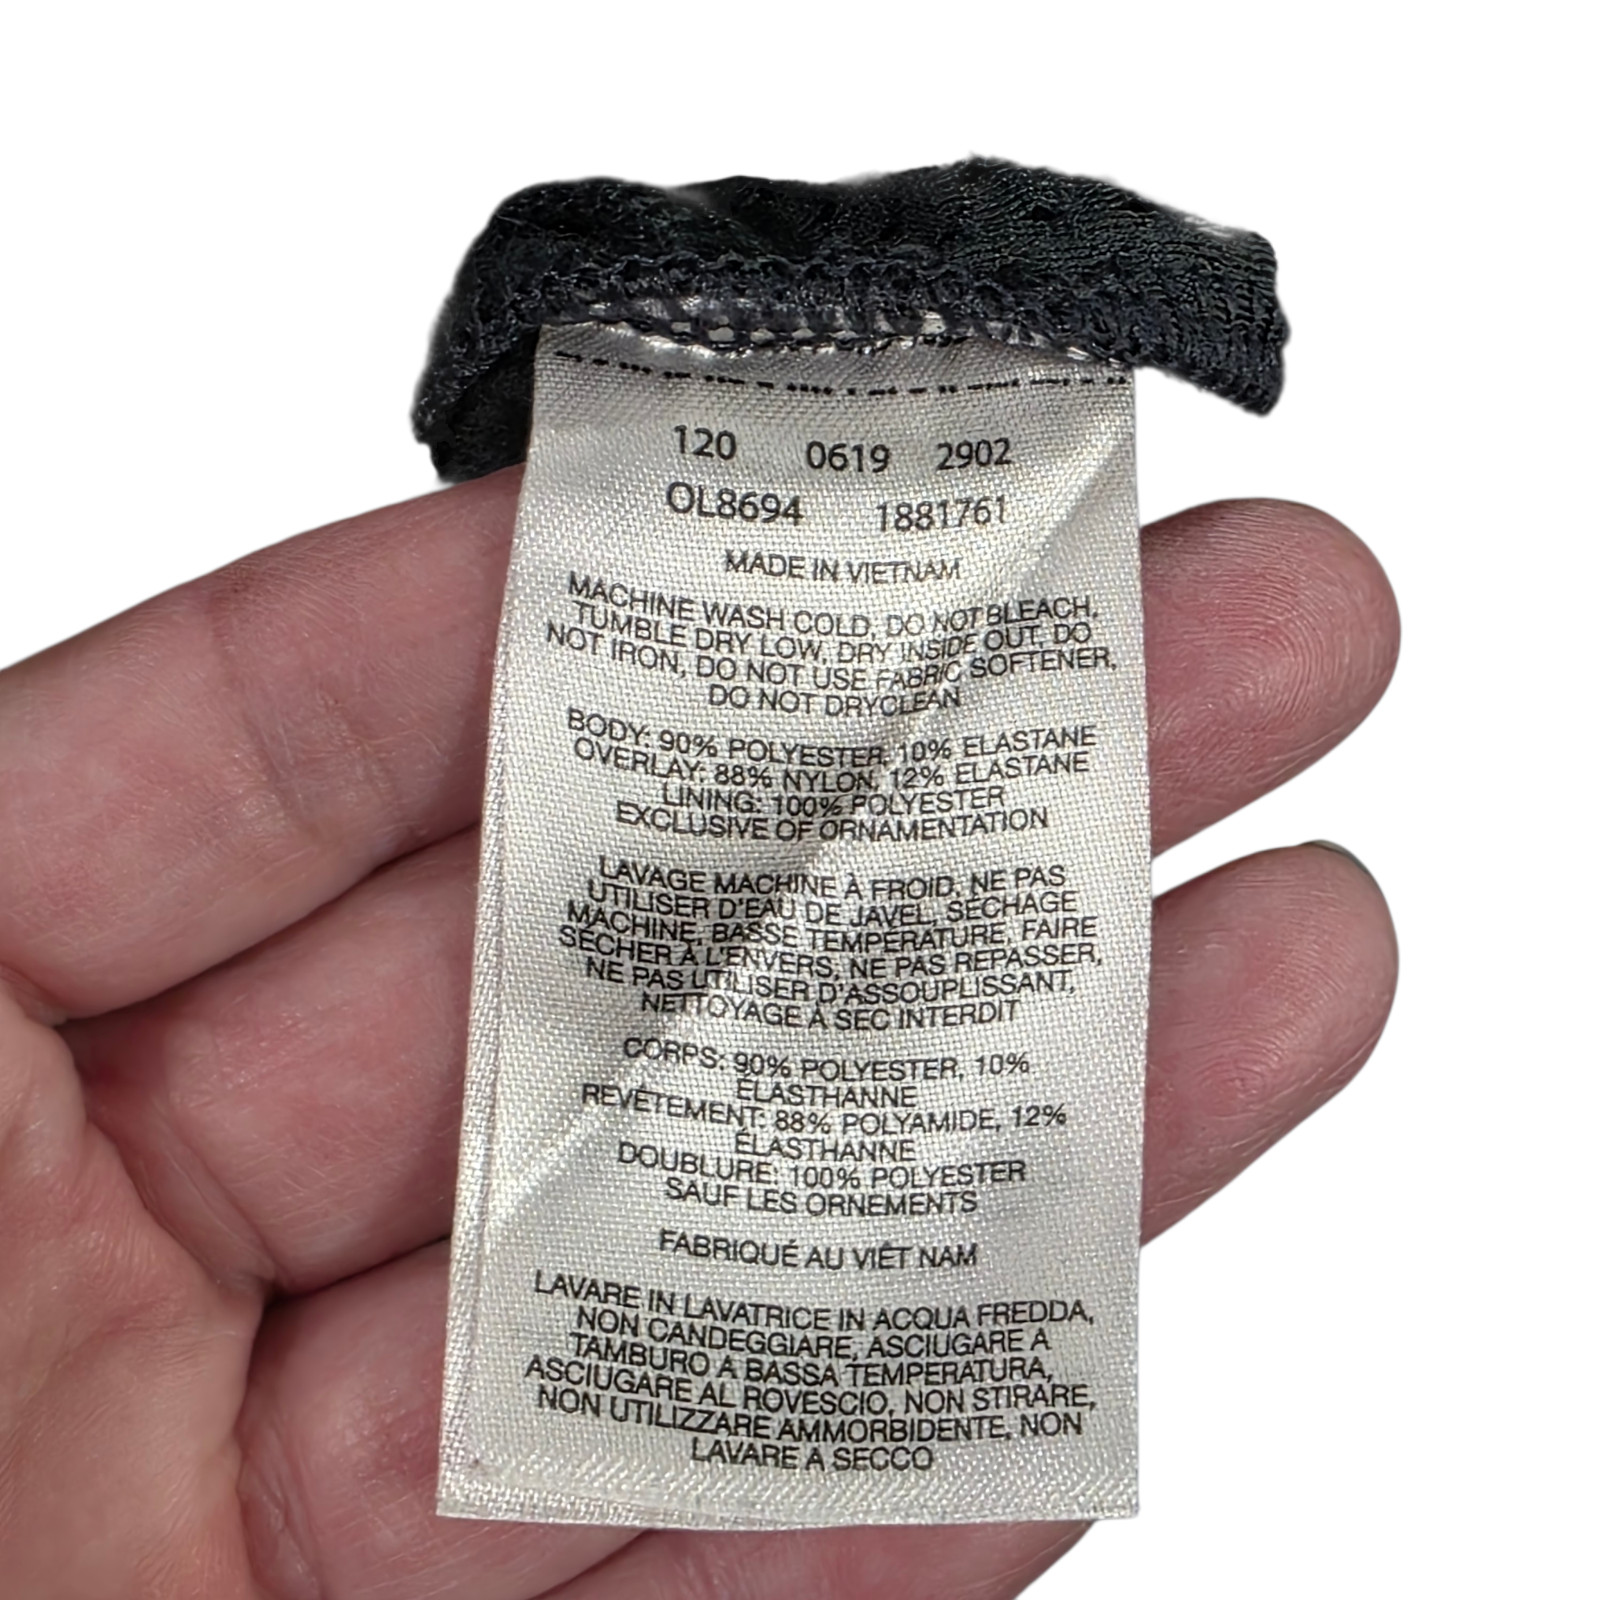 120 0619 2902
OL8694 1881761
MADE IN VIETNAM
MACHINE WASH COLD, DO NOT BLEACH,
TUMBLE DRY LOW, DRY INSIDE OUT, DO
NOT IRON, DO NOT USE FABRIC SOFTENER,
DO NOT DRYCLEAN
BODY: 90% POLYESTER, 10% ELASTANE
OVERLAY: 88% NYLON, 12% ELASTANE
LINING: 100% POLYESTER
EXCLUSIVE OF ORNAMENTATION
LAVAGE MACHINE À FROID, NE PAS
UTILISER D'EAU DE JAVEL, SÉCHAGE
MACHINE, BASSE TEMPÉRATURE, FAIRE
SÉCHER À L'ENVERS, NE PAS REPASSER,
NE PAS UTILISER D'ASSOUPLISSANT,
NETTOYAGE À SEC INTERDIT
CORPS: 90% POLYESTER, 10%
ÉLASTHANNE
REVÊTEMENT: 88% POLYAMIDE, 12%
ÉLASTHANNE
DOUBLURE: 100% POLYESTER
SAUF LES ORNEMENTS
FABRIQUÉ AU VIÊT NAM
LAVARE IN LAVATRICE IN ACQUA FREDDA,
NON CANDEGGIARE, ASCIUGARE A
TAMBURO A BASSA TEMPERATURA,
ASCIUGARE AL ROVESCIO, NON STIRARE,
NON UTILIZZARE AMMORBIDENTE, NON
LAVARE A SECCO